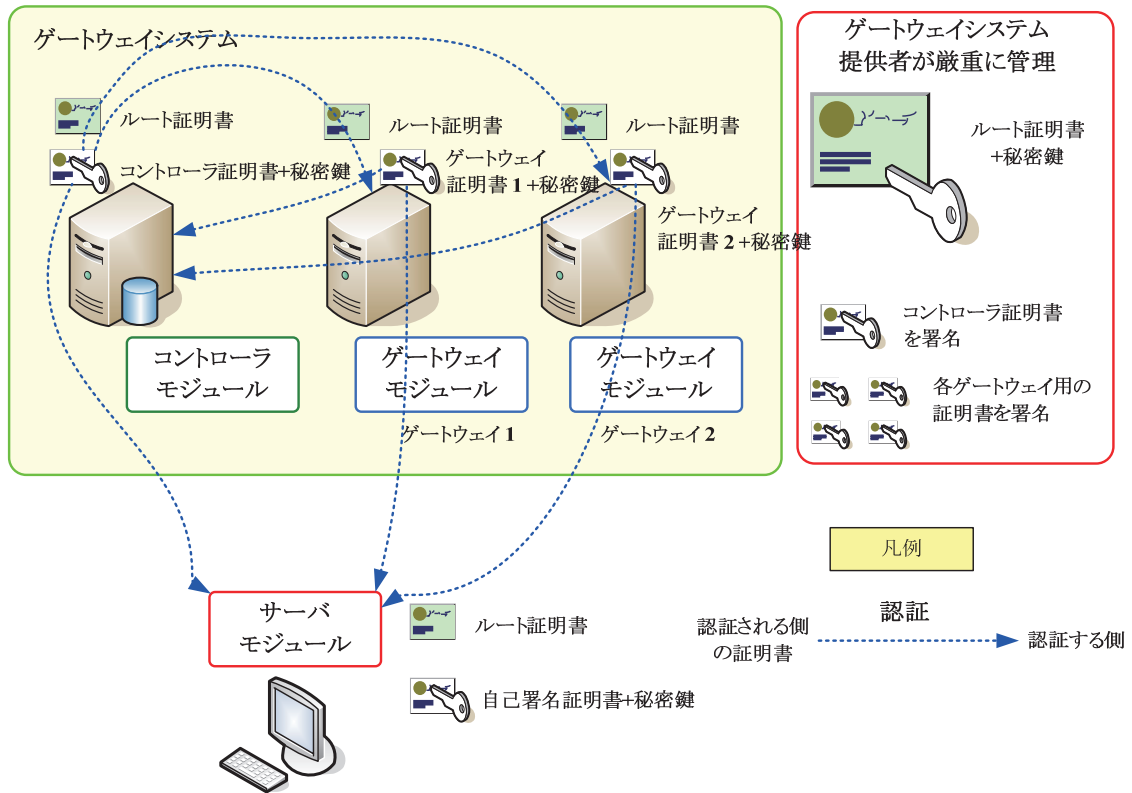 ゲートウェイシステム
ルート証明書
コントローラ証明書+秘密鍵
ルート証明書
ゲートウェイ
証明書1+秘密鍵
ルート証明書
ゲートウェイ
証明書2+秘密鍵
コントローラ
モジュール
ゲートウェイ
モジュール
ゲートウェイ1
ゲートウェイ
モジュール
ゲートウェイ2
ゲートウェイシステム
提供者が厳重に管理
ルート証明書
+秘密鍵
コントローラ証明書
を署名
各ゲートウェイ用の
証明書を署名
サーバ
モジュール
ルート証明書
自己署名証明書+秘密鍵
凡例
認証される側
の証明書
認証
認証する側